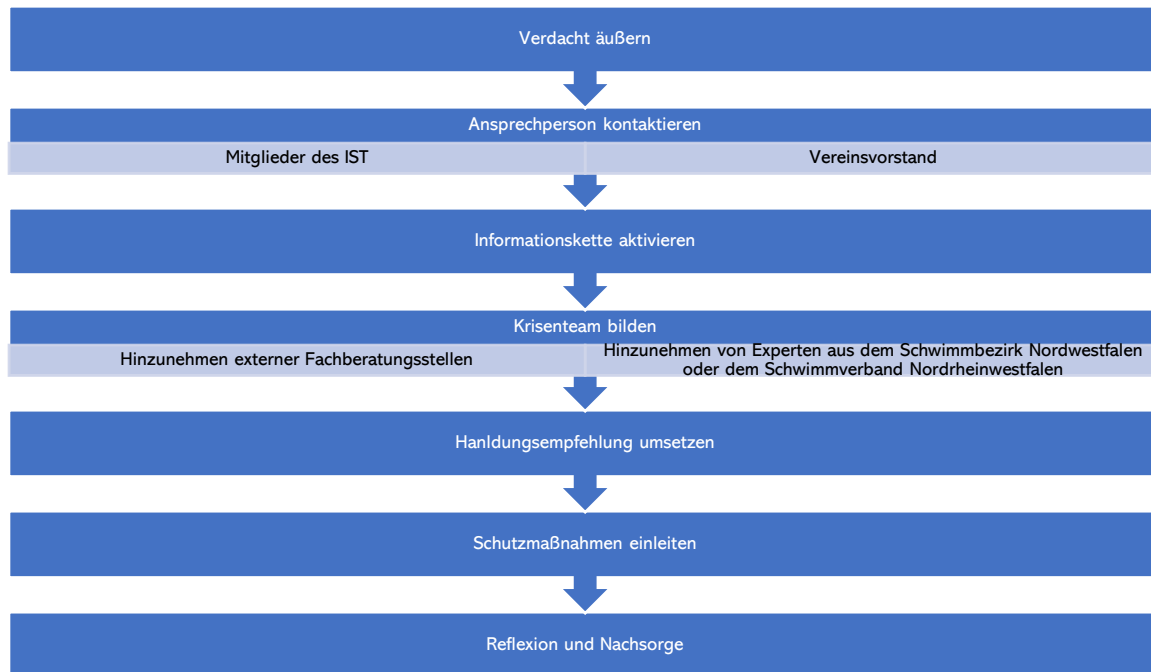 Verdacht äußern
Ansprechperson kontaktieren
Mitglieder des IST
Vereinsvorstand
Informationskette aktivieren
Krisenteam bilden
Hinzunehmen externer Fachberatungsstellen
Hinzunehmen von Experten aus dem Schwimmbezirk Nordwestfalen
oder dem Schwimmverband Nordrheinwestfalen
Hanldungsempfehlung umsetzen
Schutzmaßnahmen einleiten
Reflexion und Nachsorge